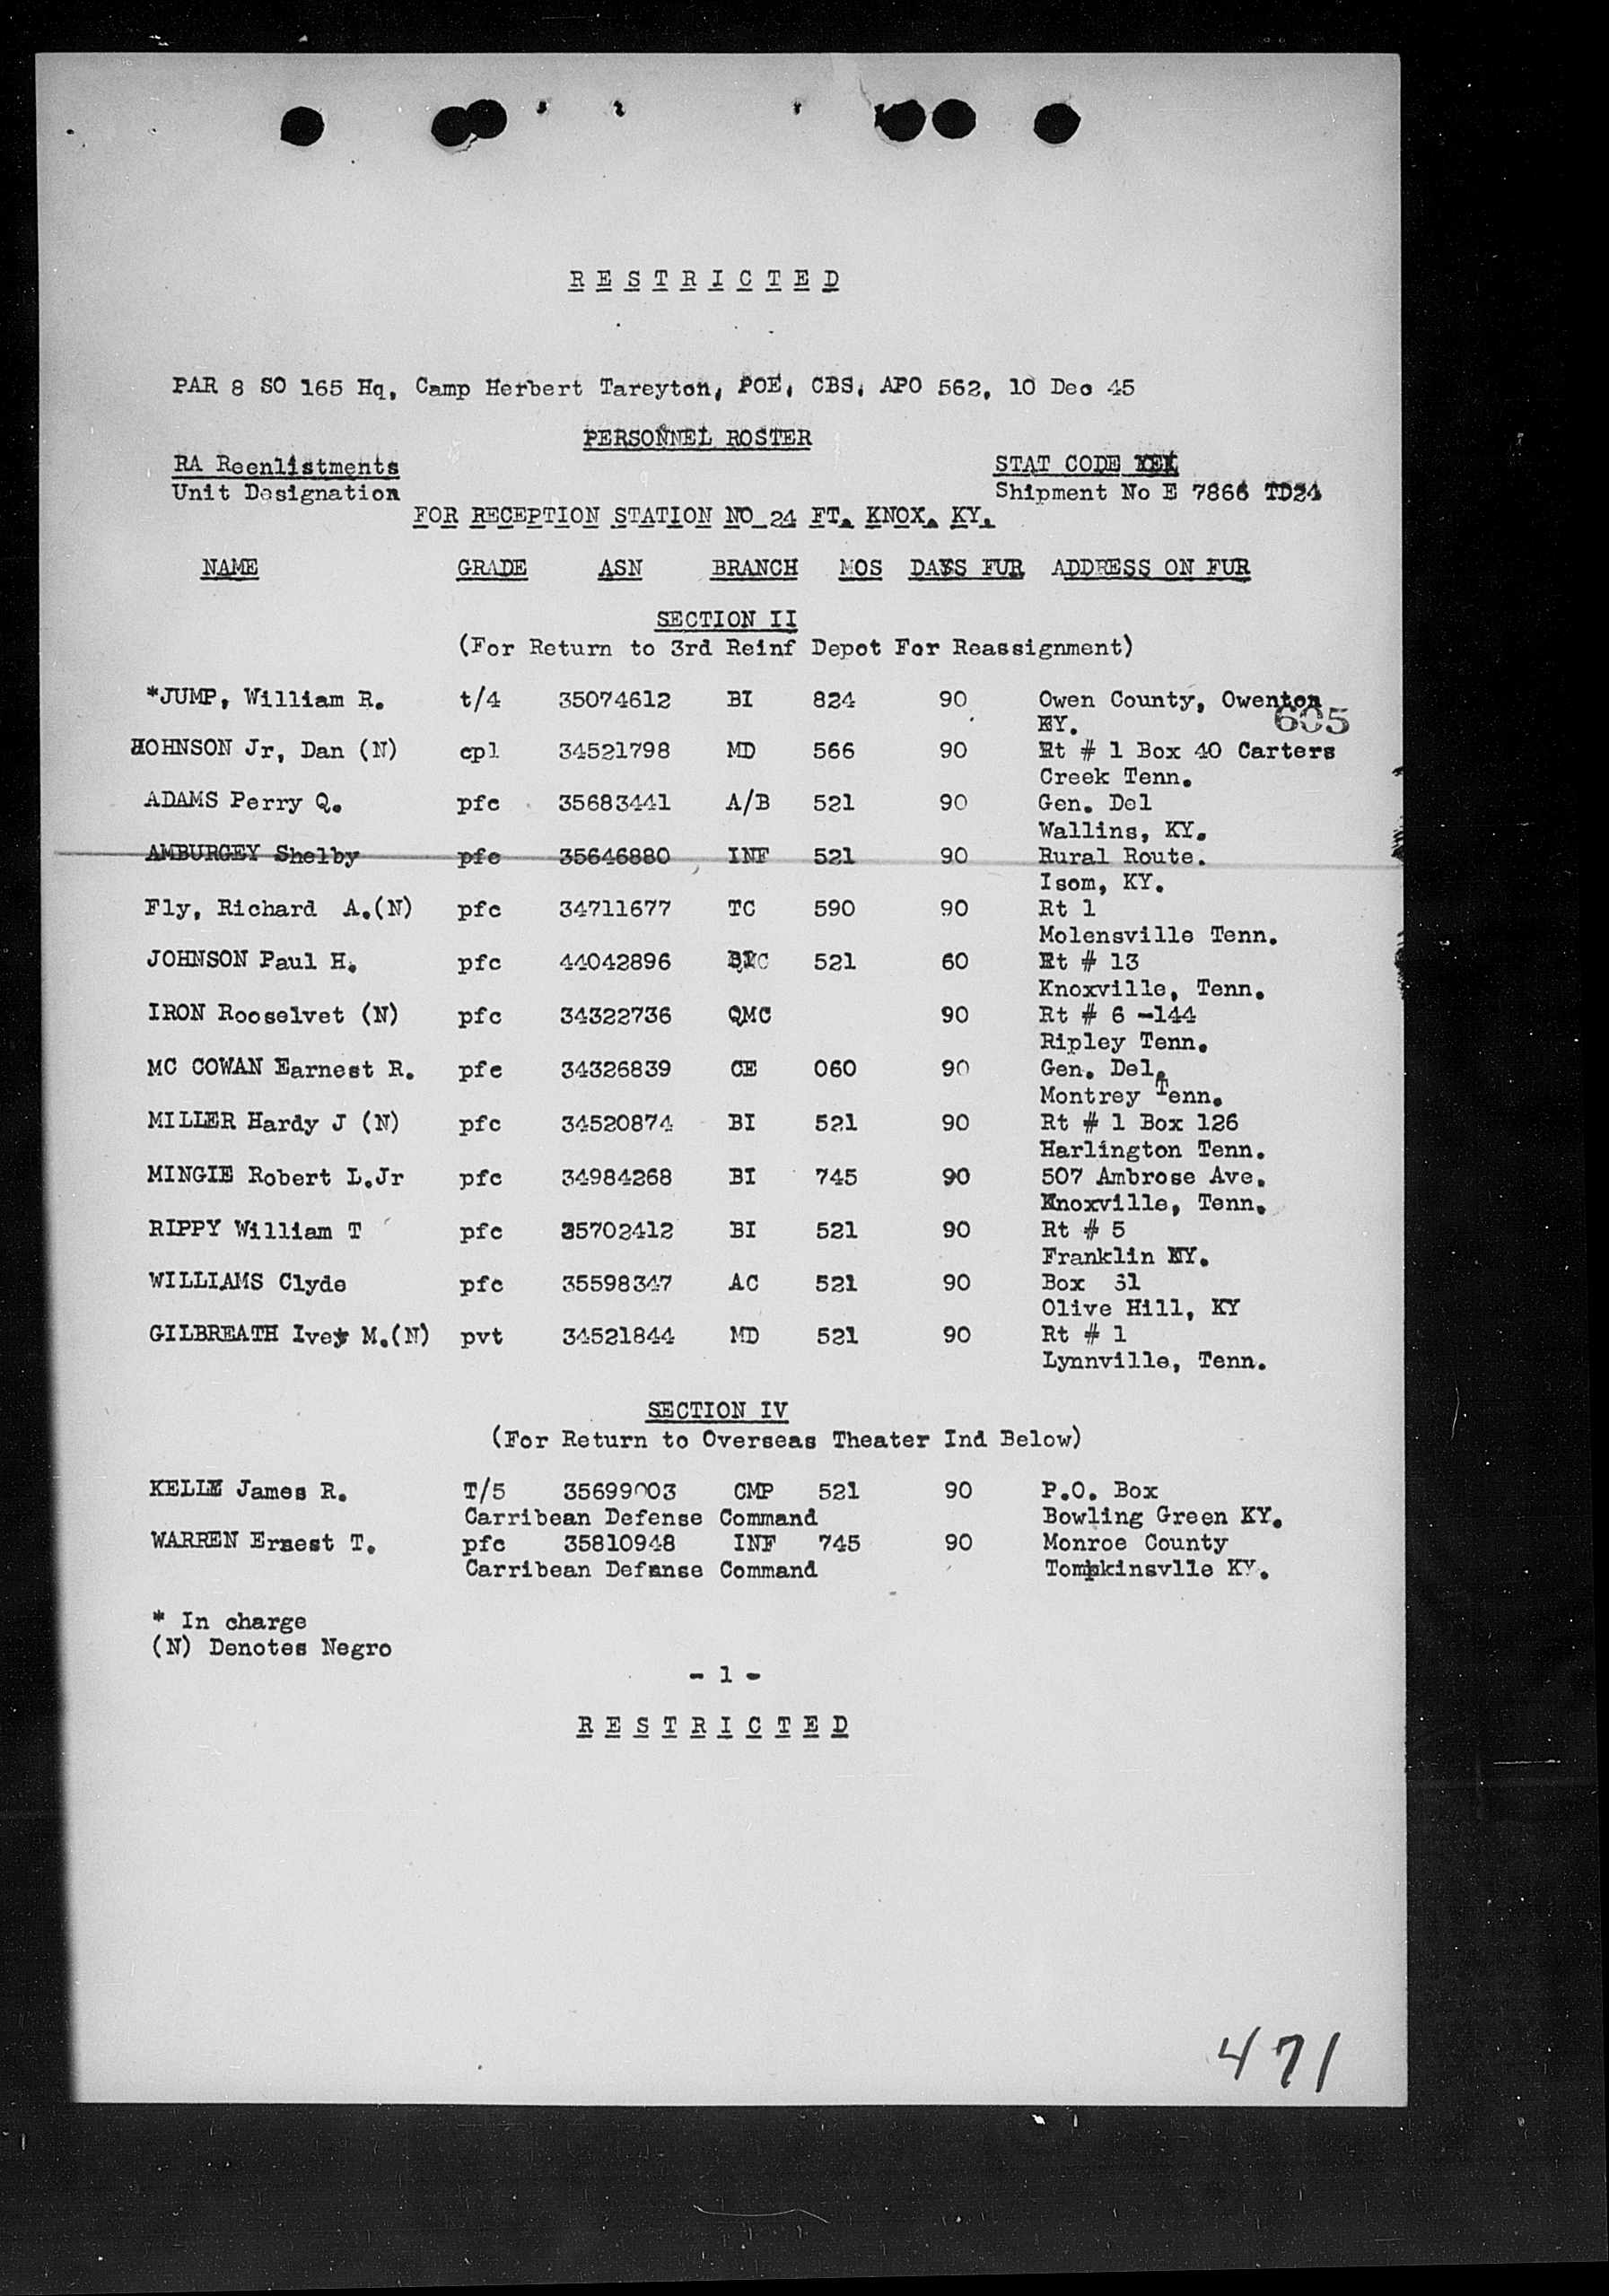 R E S T R I C T E D
PAR 8 SO 165 Hq, Camp Herbert Tareyton, POE, CBS, APO 562, 10 Dec 45
PERSONNEL ROSTER
RA Reenlistments STAT CODE
Unit Designation Shipment No E 7866 TD24
FOR RECEPTION STATION NO 24 FT. KNOX. KY.
NAME GRADE ASN BRANCH MOS DAYS FUR ADDRESS ON FUR
SECTION II
(For Return to 3rd Reinf Depot For Reassignment)
*JUMP, William R. t/4 35074612 BI 824 90 Owen County, Owenton
KY. 605
JOHNSON Jr, Dan (N) cpl 34521798 MD 566 90 Rt # 1 Box 40 Carters
Creek Tenn.
ADAMS Perry Q. pfc 35683441 A/B 521 90 Gen. Del
Wallins, KY.
AMBURGEY Shelby pfc 35646880 INF 521 90 Rural Route.
Isom, KY.
Fly, Richard A.(N) pfc 34711677 TC 590 90 Rt 1
Molensville Tenn.
JOHNSON Paul H. pfc 44042896 521 60 Rt # 13
Knoxville, Tenn.
IRON Rooselvet (N) pfc 34322736 QMC 90 Rt # 6 -144
Ripley Tenn.
MC COWAN Earnest R. pfc 34326839 CE 060 90 Gen. Del.
Montrey Tenn.
MILLER Hardy J (N) pfc 34520874 BI 521 90 Rt # 1 Box 126
Harlington Tenn.
MINGIE Robert L.Jr pfc 34984268 BI 745 90 507 Ambrose Ave.
Knoxville, Tenn.
RIPPY William T pfc 35702412 BI 521 90 Rt # 5
Franklin KY.
WILLIAMS Clyde pfc 35598347 AC 521 90 Box 31
Olive Hill, KY
GILBREATH Ivey M.(N) pvt 34521844 MD 521 90 Rt # 1
Lynnville, Tenn.
SECTION IV
(For Return to Overseas Theater Ind Below)
James R. T/5 35699003 CMP 521 90 P.O. Box
Carribean Defense Command Bowling Green KY.
WARREN Ernest T. pfc 35810948 INF 745 90 Monroe County
Carribean Defense Command Tompkinsvlle KY.
* In charge
(N) Denotes Negro
- 1 -
R E S T R I C T E D
471